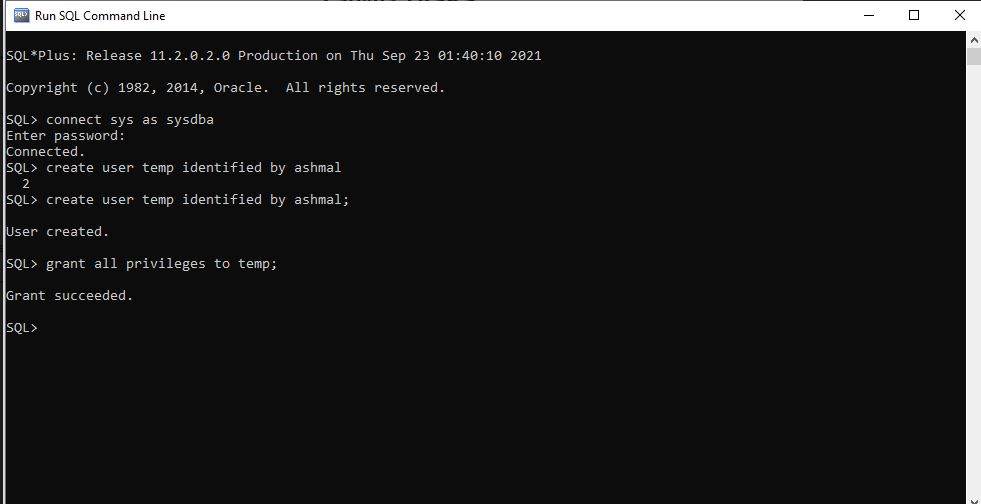 Run SQL Command Line
SQL*Plus: Release 11.2.0.2.0 Production on Thu Sep 23 01:40:10 2021
Copyright (c) 1982, 2014, Oracle.  All rights reserved.
SQL> connect sys as sysdba
Enter password:
Connected.
SQL> create user temp identified by ashmal
  2
SQL> create user temp identified by ashmal;
User created.
SQL> grant all privileges to temp;
Grant succeeded.
SQL>